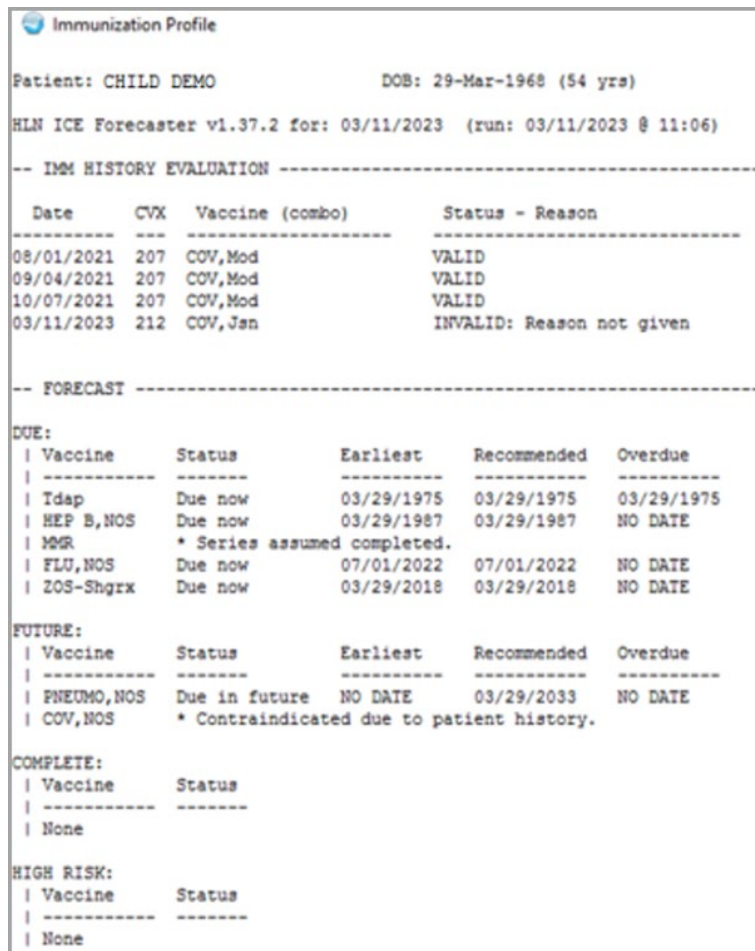 Immunization Profile
Patient: CHILD DEMO DOB: 29-Mar-1968 (54 yrs)
HLN ICE Forecaster v1.37.2 for: 03/11/2023 (run: 03/11/2023 @ 11:06)
-- IMM HISTORY EVALUATION ------------------------------------------------
Date CVX Vaccine (combo) Status - Reason
---------- --- -------------------- ------------------------------
08/01/2021 207 COV,Mod VALID
09/04/2021 207 COV,Mod VALID
10/07/2021 207 COV,Mod VALID
03/11/2023 212 COV,Jsn INVALID: Reason not given
-- FORECAST --------------------------------------------------------------
DUE:
| Vaccine Status Earliest Recommended Overdue
| ----------- ------- ---------- ----------- ----------
| Tdap Due now 03/29/1975 03/29/1975 03/29/1975
| HEP B,NOS Due now 03/29/1987 03/29/1987 NO DATE
| MMR * Series assumed completed.
| FLU,NOS Due now 07/01/2022 07/01/2022 NO DATE
| ZOS-Shgrx Due now 03/29/2018 03/29/2018 NO DATE
FUTURE:
| Vaccine Status Earliest Recommended Overdue
| ----------- ------- ---------- ----------- ----------
| PNEUMO,NOS Due in future NO DATE 03/29/2033 NO DATE
| COV,NOS * Contraindicated due to patient history.
COMPLETE:
| Vaccine Status
| ----------- -------
| None
HIGH RISK:
| Vaccine Status
| ----------- -------
| None